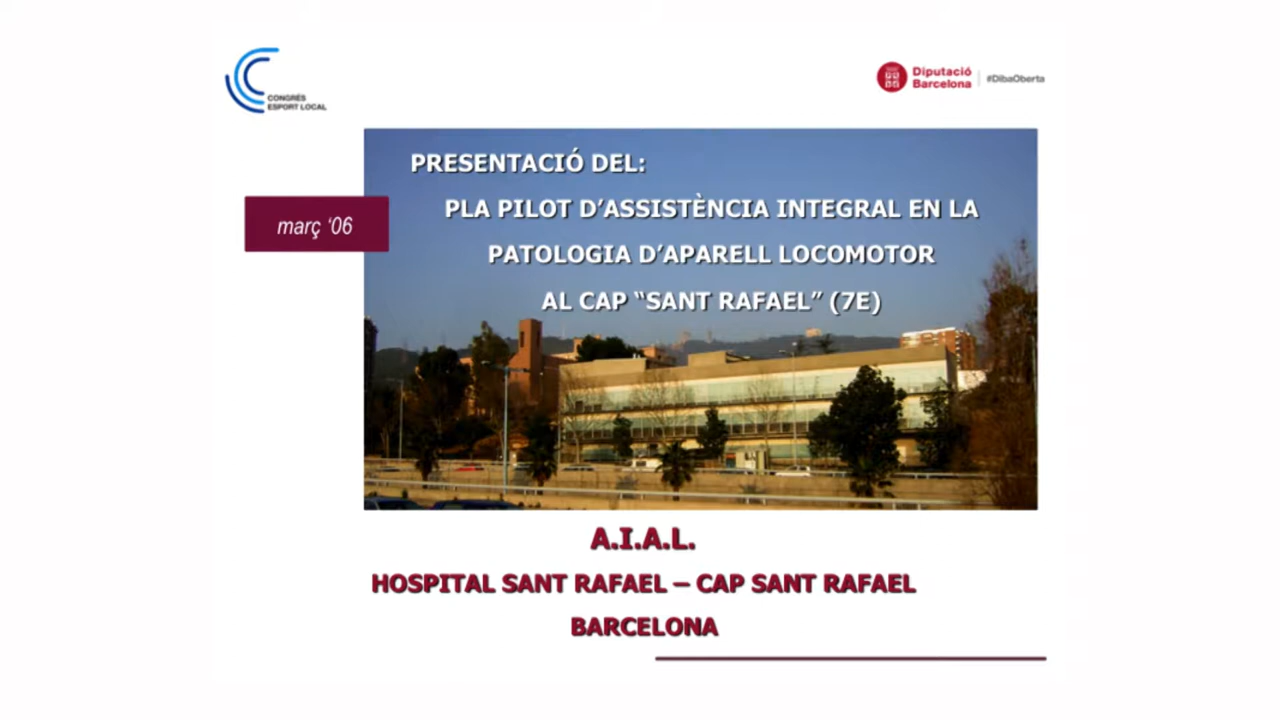 CONGRÉS
ESPORT LOCAL
Diputació
Barcelona
#DibaOberta
PRESENTACIÓ DEL:
març ‘06
PLA PILOT D’ASSISTÈNCIA INTEGRAL EN LA
PATOLOGIA D’APARELL LOCOMOTOR
AL CAP “SANT RAFAEL” (7E)
A.I.A.L.
HOSPITAL SANT RAFAEL – CAP SANT RAFAEL
BARCELONA